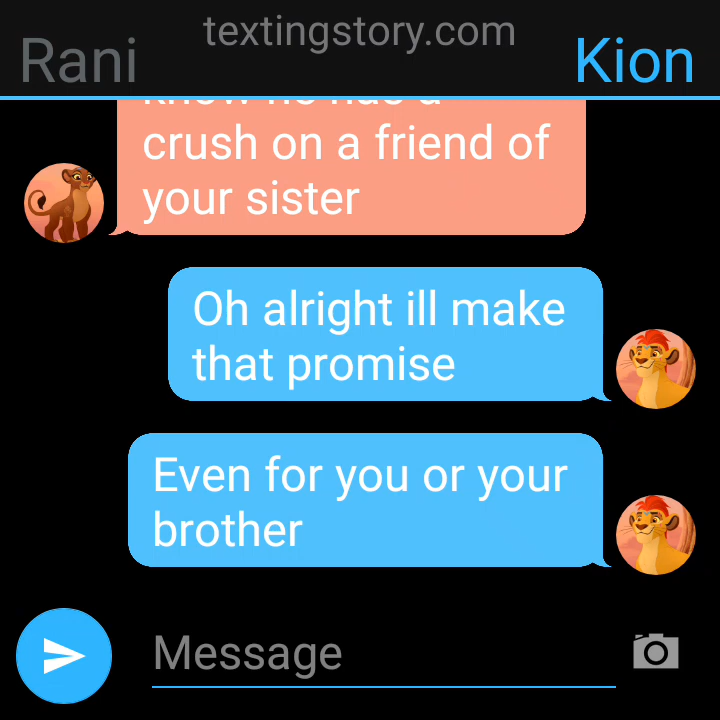 textingstory.com
Rani
Kion
crush on a friend of
your sister
Oh alright ill make
that promise
Even for you or your
brother
Message